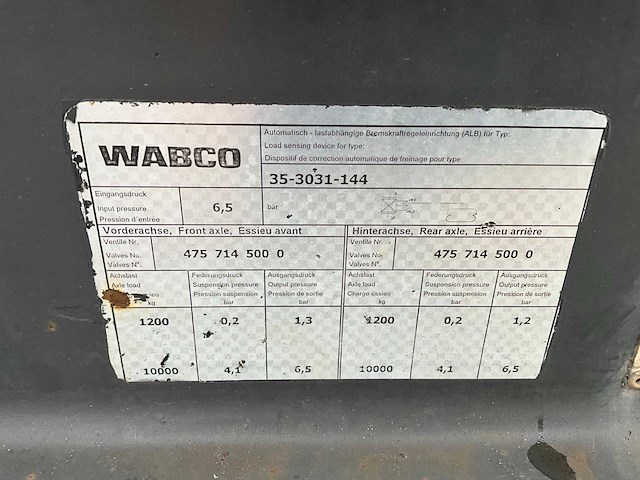 WABCO
Automatisch - lastabhängige Bremskraftregeleinrichtung (ALB) für Typ:
Load sensing device for type:
Dispositif de correction automatique de freinage pour type:
35-3031-144
Eingangsdruck
Input pressure
Pression d'entrée
6,5
bar
Vorderachse, Front axle, Essieu avant
Hinterachse, Rear axle, Essieu arrière
Ventile Nr.
Valves No.
Valves N°.
475 714 500 0
Ventile Nr.
Valves No.
Valves N°.
475 714 500 0
Achslast
Axle load
kg
Federungsdruck
Suspension pressure
Pression suspension
bar
Ausgangsdruck
Output pressure
Pression de sortie
bar
Achslast
Axle load
Charge essieu
kg
Federungsdruck
Suspension pressure
Pression suspension
bar
Ausgangsdruck
Output pressure
Pression de sortie
bar
1200 0,2 1,3 1200 0,2 1,2
10000 4,1 6,5 10000 4,1 6,5